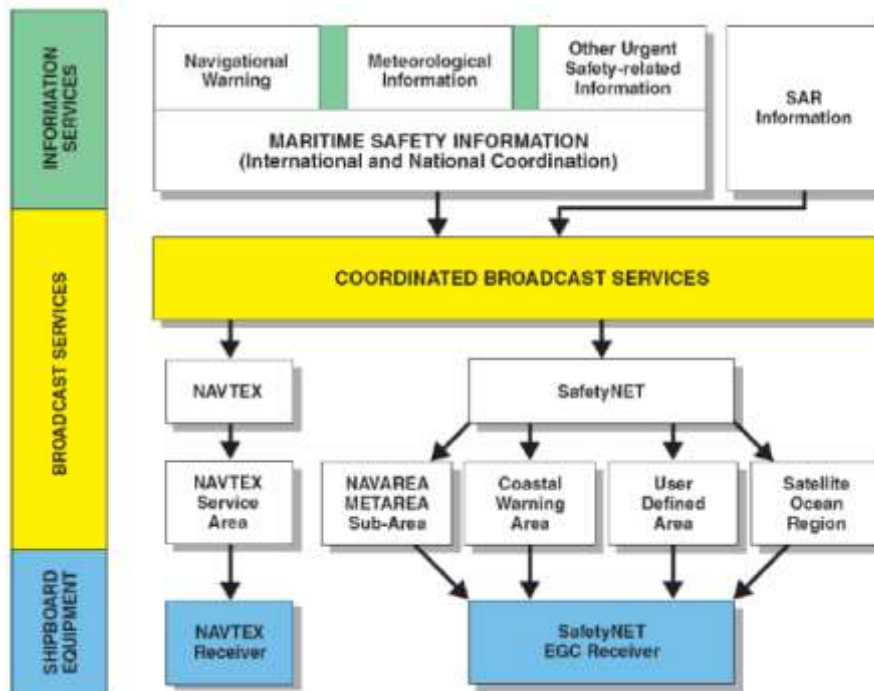 INFORMATION
SERVICES
Navigational
Warning
Meteorological
Information
Other Urgent
Safety-related
Information
SAR
Information
MARITIME SAFETY INFORMATION
(International and National Coordination)
BROADCAST SERVICES
COORDINATED BROADCAST SERVICES
NAVTEX
SafetyNET
NAVTEX
Service
Area
NAVAREA
METAREA
Sub-Area
Coastal
Warning
Area
User
Defined
Area
Satellite
Ocean
Region
SHIPBOARD
EQUIPMENT
NAVTEX
Receiver
SafetyNET
EGC Receiver